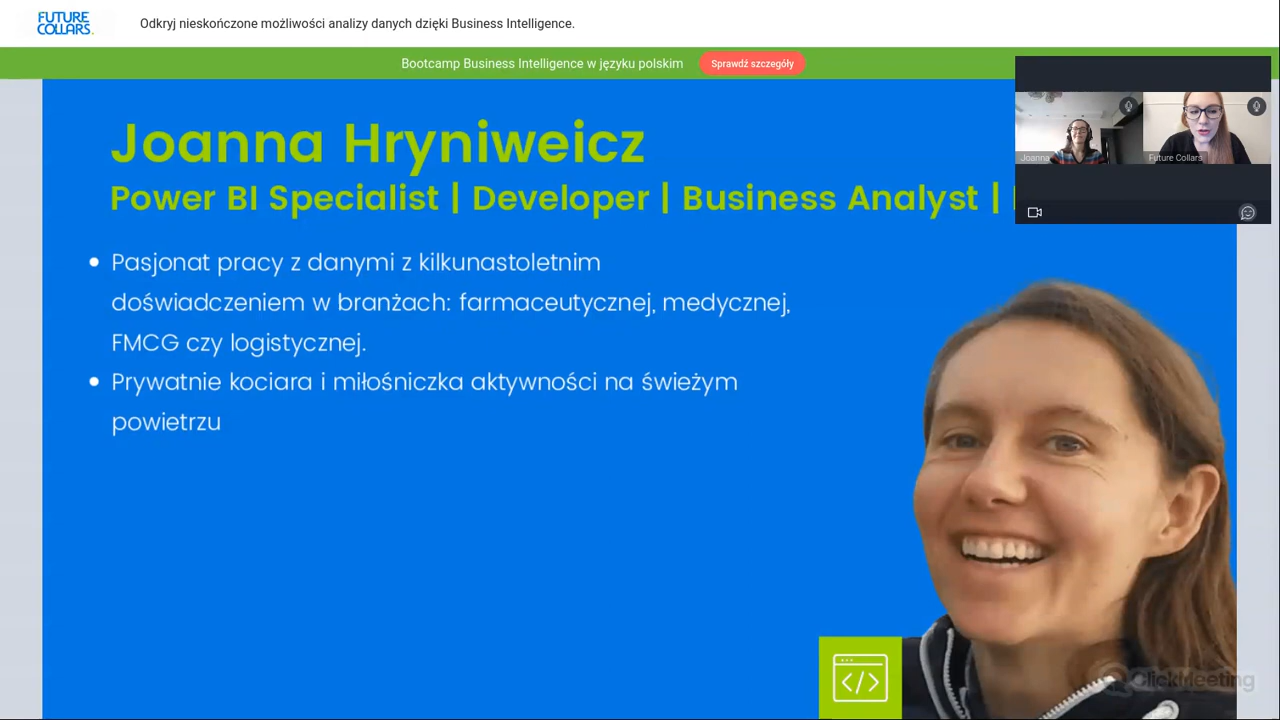 FUTURE
COLLARS.
Odkryj nieskończone możliwości analizy danych dzięki Business Intelligence.
Bootcamp Business Intelligence w języku polskim
Sprawdź szczegóły
Joanna
Future Collars
Joanna Hryniweicz
Power BI Specialist | Developer | Business Analyst |
Pasjonat pracy z danymi z kilkunastoletnim
doświadczeniem w branżach: farmaceutycznej, medycznej,
FMCG czy logistycznej.
Prywatnie kociara i miłośniczka aktywności na świeżym
powietrzu
</>
ClickMeeting